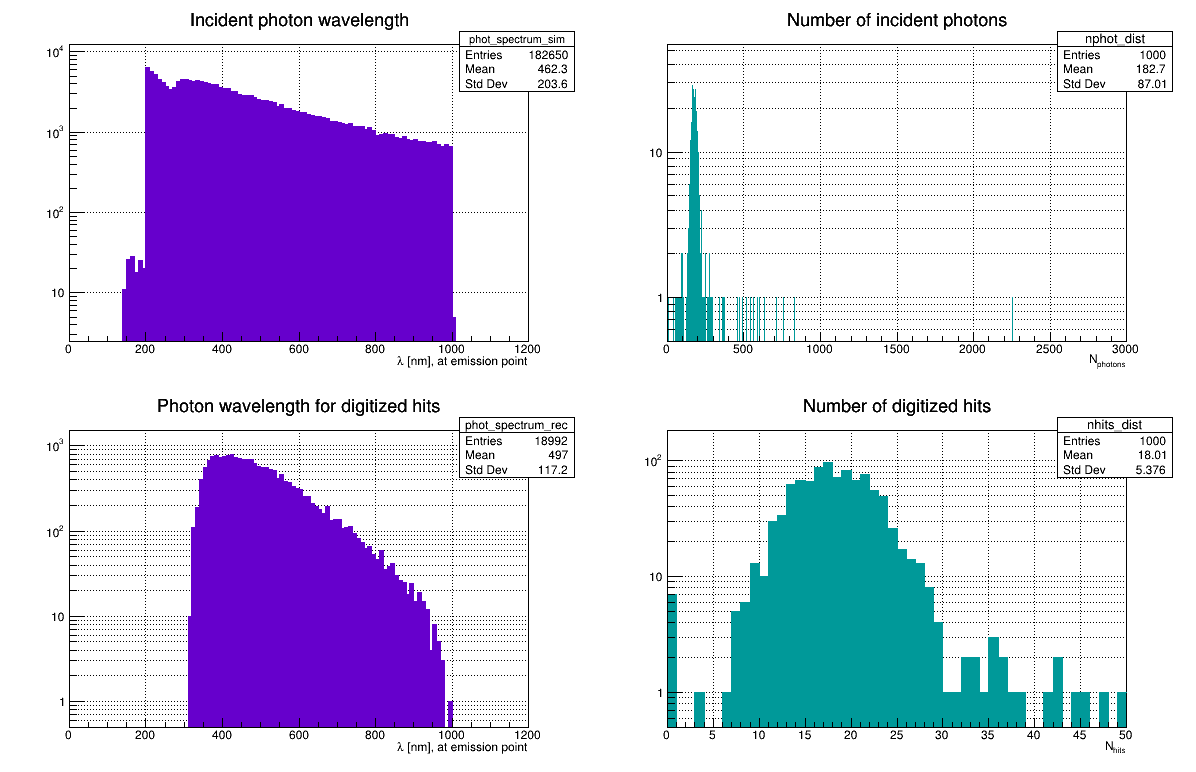 Incident photon wavelength
phot_spectrum_sim
Entries 182650
Mean 462.3
Std Dev 203.6
10⁴
10³
10²
10
0 200 400 600 800 1000 1200
λ [nm], at emission point
Number of incident photons
nphot_dist
Entries 1000
Mean 182.7
Std Dev 87.01
10
1
0 500 1000 1500 2000 2500 3000
N_photons
Photon wavelength for digitized hits
phot_spectrum_rec
Entries 18992
Mean 497
Std Dev 117.2
10³
10²
10
1
0 200 400 600 800 1000 1200
λ [nm], at emission point
Number of digitized hits
nhits_dist
Entries 1000
Mean 18.01
Std Dev 5.376
10²
10
1
0 5 10 15 20 25 30 35 40 45 50
N_hits